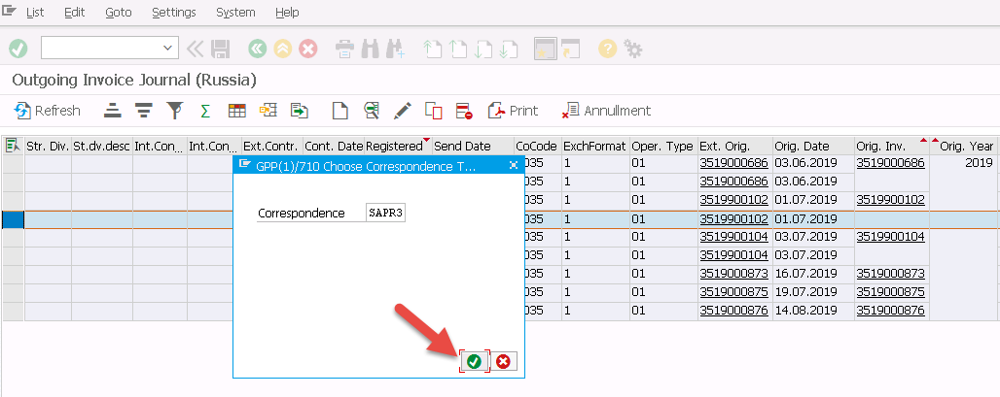 List Edit Goto Settings System Help
Outgoing Invoice Journal (Russia)
Refresh Print Annullment
Str. Div. St.dv.desc Int.Con_ Int.Con_ Ext.Contr. Cont. Date Registered Send Date CoCode ExchFormat Oper. Type Ext. Orig. Orig. Date Orig. Inv. Orig. Year
GPP(1)/710 Choose Correspondence T...
Correspondence SAPR3
035 1 01 3519000686 03.06.2019 3519000686 2019
035 1 01 3519000686 03.06.2019
035 1 01 3519900102 01.07.2019 3519900102
035 1 01 3519900102 01.07.2019
035 1 01 3519900104 03.07.2019 3519900104
035 1 01 3519900104 03.07.2019
035 1 01 3519000873 16.07.2019 3519000873
035 1 01 3519000875 19.07.2019 3519000875
035 1 01 3519000876 14.08.2019 3519000876